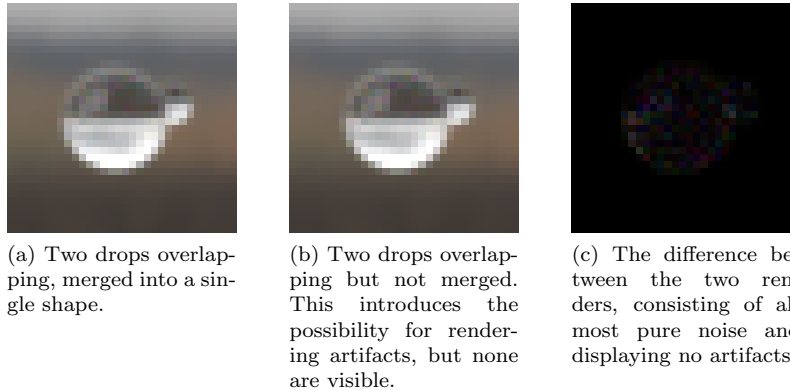 (a) Two drops overlap-
ping, merged into a sin-
gle shape.
(b) Two drops overlap-
ping but not merged.
This introduces the
possibility for render-
ing artifacts, but none
are visible.
(c) The difference be
tween the two ren
ders, consisting of al
most pure noise and
displaying no artifacts